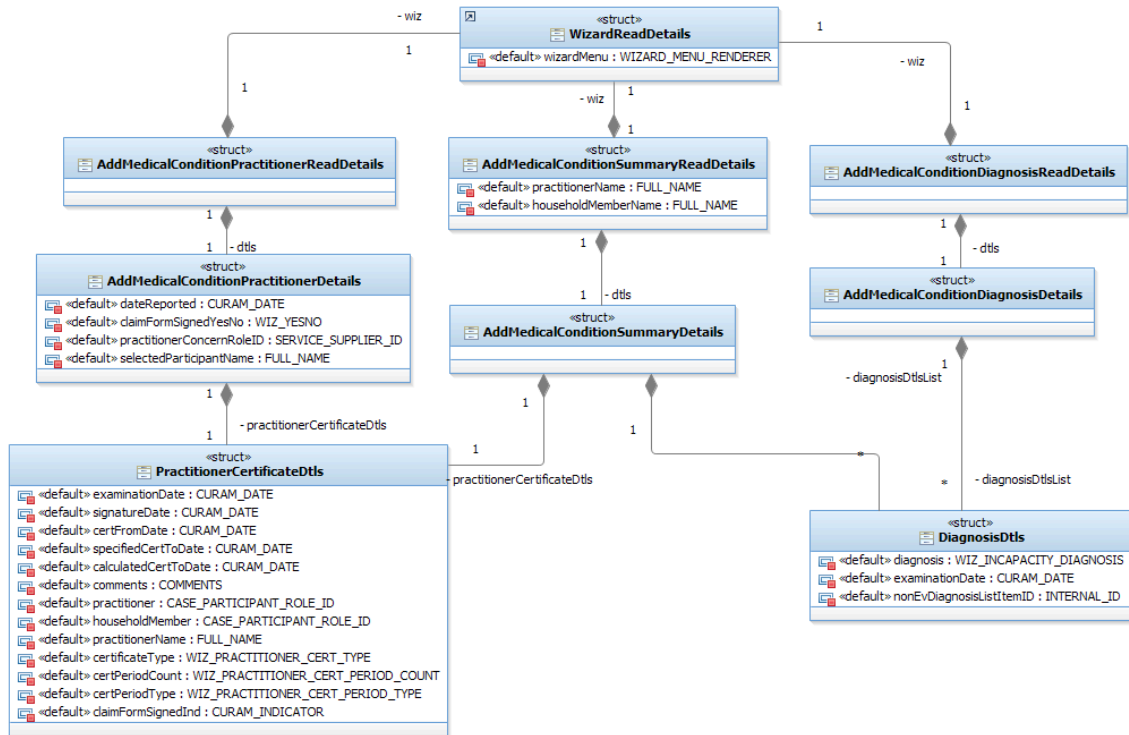 - wiz
1
1
«struct»
WizardReadDetails
«default» wizardMenu : WIZARD_MENU_RENDERER
1
- wiz
1
1
- wiz
1
«struct»
AddMedicalConditionPractitionerReadDetails
1
1
- dtls
«struct»
AddMedicalConditionSummaryReadDetails
«default» practitionerName : FULL_NAME
«default» householdMemberName : FULL_NAME
1
1
- dtls
«struct»
AddMedicalConditionDiagnosisReadDetails
1
- dtls
1
«struct»
AddMedicalConditionPractitionerDetails
«default» dateReported : CURAM_DATE
«default» claimFormSignedYesNo : WIZ_YESNO
«default» practitionerConcernRoleID : SERVICE_SUPPLIER_ID
«default» selectedParticipantName : FULL_NAME
1
1
- practitionerCertificateDtls
«struct»
AddMedicalConditionSummaryDetails
1
1
- practitionerCertificateDtls
1
*
«struct»
AddMedicalConditionDiagnosisDetails
1
- diagnosisDtlsList
*
- diagnosisDtlsList
«struct»
PractitionerCertificateDtls
«default» examinationDate : CURAM_DATE
«default» signatureDate : CURAM_DATE
«default» certFromDate : CURAM_DATE
«default» specifiedCertToDate : CURAM_DATE
«default» calculatedCertToDate : CURAM_DATE
«default» comments : COMMENTS
«default» practitioner : CASE_PARTICIPANT_ROLE_ID
«default» householdMember : CASE_PARTICIPANT_ROLE_ID
«default» practitionerName : FULL_NAME
«default» certificateType : WIZ_PRACTITIONER_CERT_TYPE
«default» certPeriodCount : WIZ_PRACTITIONER_CERT_PERIOD_COUNT
«default» certPeriodType : WIZ_PRACTITIONER_CERT_PERIOD_TYPE
«default» claimFormSignedInd : CURAM_INDICATOR
«struct»
DiagnosisDtls
«default» diagnosis : WIZ_INCAPACITY_DIAGNOSIS
«default» examinationDate : CURAM_DATE
«default» nonEvDiagnosisListItemID : INTERNAL_ID